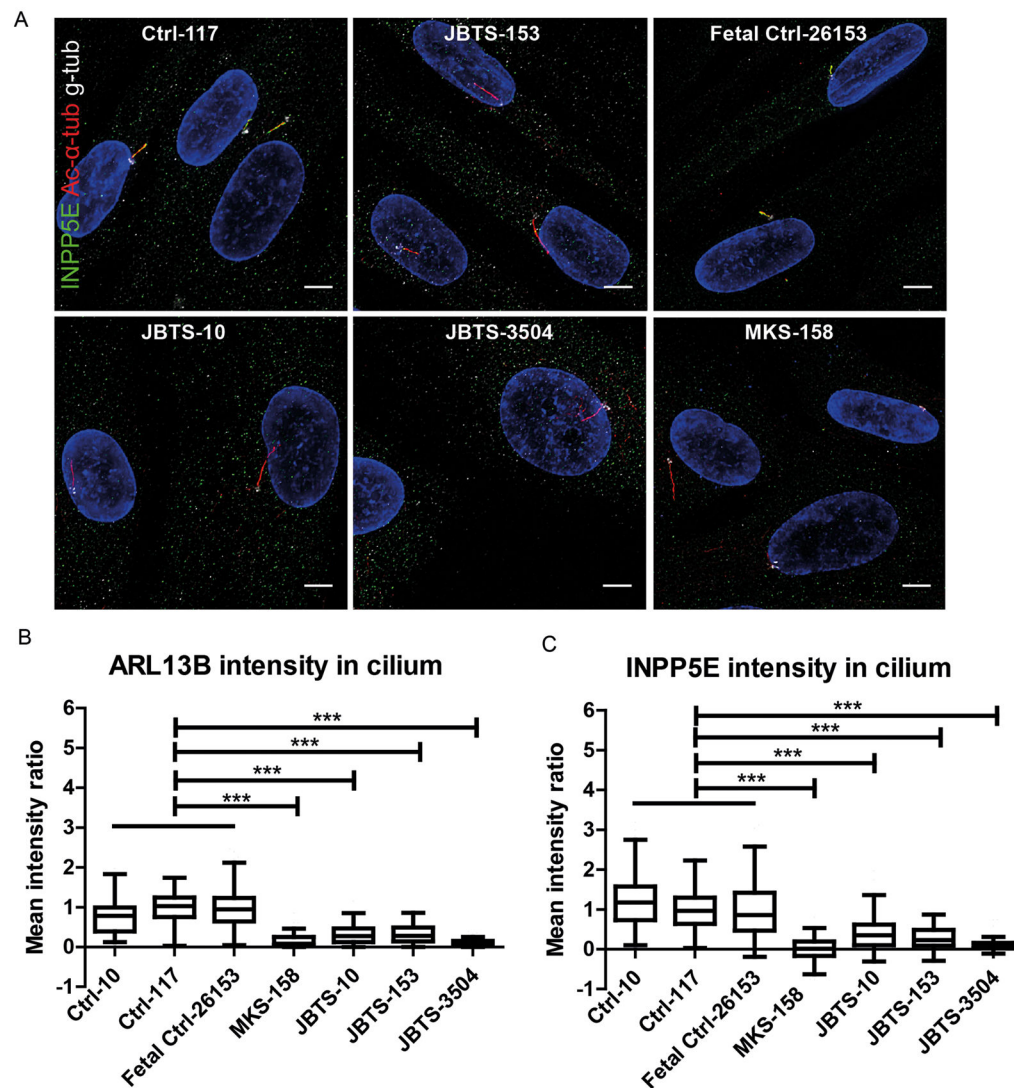 A
Ctrl-117
JBTS-153
Fetal Ctrl-26153
INPP5E Ac-α-tub g-tub
JBTS-10
JBTS-3504
MKS-158
B
ARL13B intensity in cilium
Mean intensity ratio
6
5
4
3
2
1
0
-1
***
***
***
***
Ctrl-10
Ctrl-117
Fetal Ctrl-26153
MKS-158
JBTS-10
JBTS-153
JBTS-3504
C
INPP5E intensity in cilium
Mean intensity ratio
6
5
4
3
2
1
0
-1
***
***
***
***
Ctrl-10
Ctrl-117
Fetal Ctrl-26153
MKS-158
JBTS-10
JBTS-153
JBTS-3504